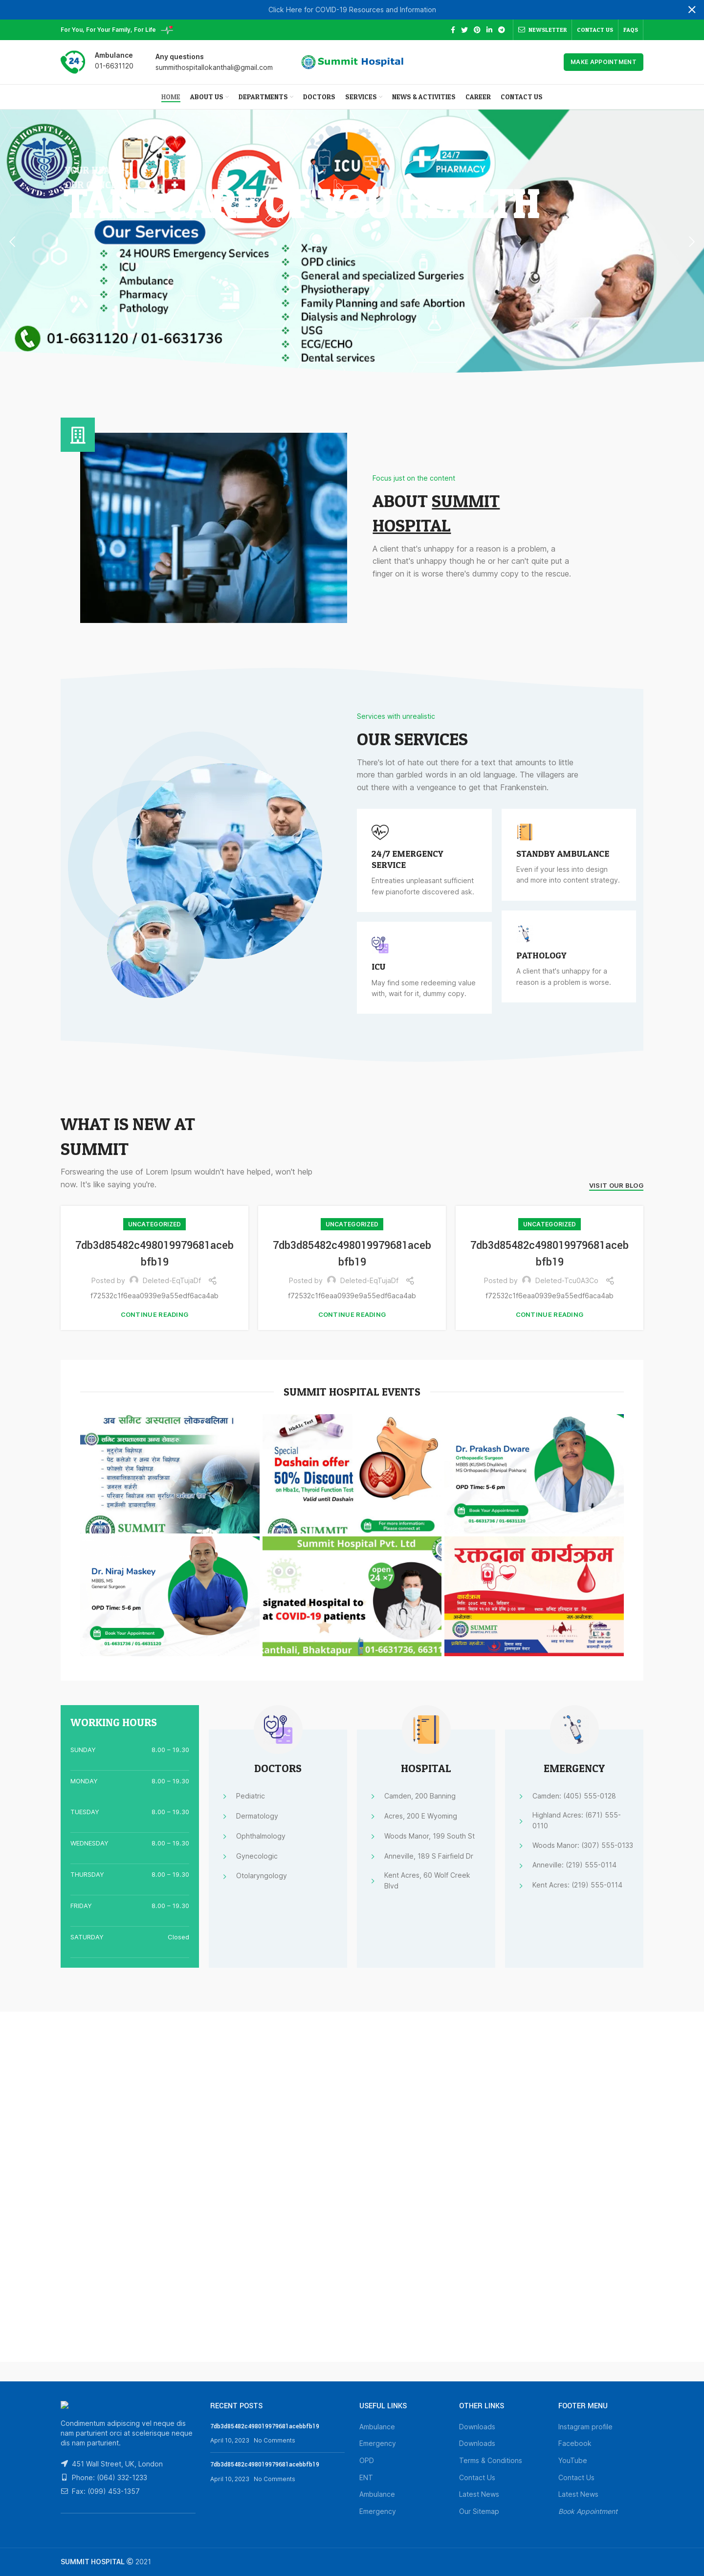 Click Here for COVID-19 Resources and Information
For You, For Your Family, For Life
NEWSLETTER
CONTACT US
FAQS
24
Ambulance
01-6631120
Any questions
summithospitallokanthali@gmail.com
Summit Hospital
MAKE APPOINTMENT
HOME
ABOUT US
DEPARTMENTS
DOCTORS
SERVICES
NEWS & ACTIVITIES
CAREER
CONTACT US
24
ICU
24/7
PHARMACY
TAKE CARE OF YOU HEALTH
Our Services
24 HOURS Emergency Services
ICU
Ambulance
Pharmacy
Pathology
X-ray
OPD clinics
General and specialized Surgeries
Physiotherapy
Family Planning and safe Abortion
Dialysis and Nephrology
USG
ECG/ECHO
Dental services
01-6631120 / 01-6631736
Focus just on the content
ABOUT SUMMIT
HOSPITAL
A client that's unhappy for a reason is a problem, a
client that's unhappy though he or her can't quite put a
finger on it is worse there's dummy copy to the rescue.
Services with unrealistic
OUR SERVICES
There's lot of hate out there for a text that amounts to little
more than garbled words in an old language. The villagers are
out there with a vengeance to get that Frankenstein.
24/7 EMERGENCY
SERVICE
Entreaties unpleasant sufficient
few pianoforte discovered ask.
STANDBY AMBULANCE
Even if your less into design
and more into content strategy.
ICU
May find some redeeming value
with, wait for it, dummy copy.
PATHOLOGY
A client that's unhappy for a
reason is a problem is worse.
WHAT IS NEW AT
SUMMIT
Forswearing the use of Lorem Ipsum wouldn't have helped, won't help
now. It's like saying you're.
VISIT OUR BLOG
UNCATEGORIZED
7db3d85482c498019979681aceb
bfb19
Posted by Deleted-EqTujaDf
f72532c1f6eaa0939e9a55edf6aca4ab
CONTINUE READING
UNCATEGORIZED
7db3d85482c498019979681aceb
bfb19
Posted by Deleted-EqTujaDf
f72532c1f6eaa0939e9a55edf6aca4ab
CONTINUE READING
UNCATEGORIZED
7db3d85482c498019979681aceb
bfb19
Posted by Deleted-Tcu0A3Co
f72532c1f6eaa0939e9a55edf6aca4ab
CONTINUE READING
SUMMIT HOSPITAL EVENTS
अब समिट अस्पताल लोकन्थलिमा ।
SUMMIT
HbA1c Test
Special
Dashain offer
50% Discount
on Hba1c, Thyroid Function Test
Valid until Dashain
For more information:
Please connect at
SUMMIT
Dr. Prakash Dware
Orthopaedic Surgeon
MBBS (KUSMS Dhulikhel)
MS Orthopaedic (Manipal Pokhara)
OPD Time: 5-6 pm
Book Your Appointment
01-6631736 / 01-6631120
Dr. Niraj Maskey
MBBS, MS
General Surgeon
OPD Time: 5-6 pm
Book Your Appointment
01-6631736 / 01-6631120
Summit Hospital Pvt. Ltd
open
24 ×7
signated Hospital to
at COVID-19 patients
kanthali, Bhaktapur
01-6631736, 6631
रक्तदान कार्यक्रम
WORKING HOURS
SUNDAY 8.00 – 19.30
MONDAY 8.00 – 19.30
TUESDAY 8.00 – 19.30
WEDNESDAY 8.00 – 19.30
THURSDAY 8.00 – 19.30
FRIDAY 8.00 – 19.30
SATURDAY Closed
DOCTORS
Pediatric
Dermatology
Ophthalmology
Gynecologic
Otolaryngology
HOSPITAL
Camden, 200 Banning
Acres, 200 E Wyoming
Woods Manor, 199 South St
Anneville, 189 S Fairfield Dr
Kent Acres, 60 Wolf Creek
Blvd
EMERGENCY
Camden: (405) 555-0128
Highland Acres: (671) 555-
0110
Woods Manor: (307) 555-0133
Anneville: (219) 555-0114
Kent Acres: (219) 555-0114
Condimentum adipiscing vel neque dis
nam parturient orci at scelerisque neque
dis nam parturient.
451 Wall Street, UK, London
Phone: (064) 332-1233
Fax: (099) 453-1357
RECENT POSTS
7db3d85482c498019979681acebbfb19
April 10, 2023 No Comments
7db3d85482c498019979681acebbfb19
April 10, 2023 No Comments
USEFUL LINKS
Ambulance
Emergency
OPD
ENT
Ambulance
Emergency
OTHER LINKS
Downloads
Downloads
Terms & Conditions
Contact Us
Latest News
Our Sitemap
FOOTER MENU
Instagram profile
Facebook
YouTube
Contact Us
Latest News
Book Appointment
SUMMIT HOSPITAL © 2021